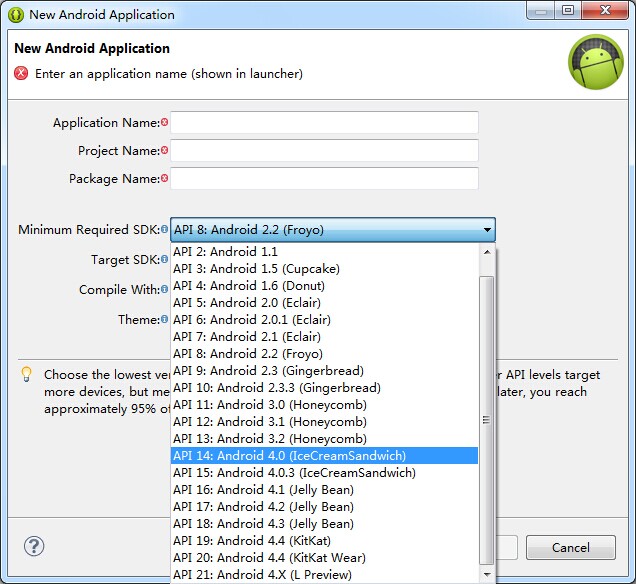 New Android Application
New Android Application
Enter an application name (shown in launcher)
Application Name:
Project Name:
Package Name:
Minimum Required SDK:
API 8: Android 2.2 (Froyo)
Target SDK:
Compile With:
Theme:
API 2: Android 1.1
API 3: Android 1.5 (Cupcake)
API 4: Android 1.6 (Donut)
API 5: Android 2.0 (Eclair)
API 6: Android 2.0.1 (Eclair)
API 7: Android 2.1 (Eclair)
API 8: Android 2.2 (Froyo)
API 9: Android 2.3 (Gingerbread)
API 10: Android 2.3.3 (Gingerbread)
API 11: Android 3.0 (Honeycomb)
API 12: Android 3.1 (Honeycomb)
API 13: Android 3.2 (Honeycomb)
API 14: Android 4.0 (IceCreamSandwich)
API 15: Android 4.0.3 (IceCreamSandwich)
API 16: Android 4.1 (Jelly Bean)
API 17: Android 4.2 (Jelly Bean)
API 18: Android 4.3 (Jelly Bean)
API 19: Android 4.4 (KitKat)
API 20: Android 4.4 (KitKat Wear)
API 21: Android 4.X (L Preview)
Choose the lowest API levels target
more devices, but later, you reach
approximately 95%
?
Cancel